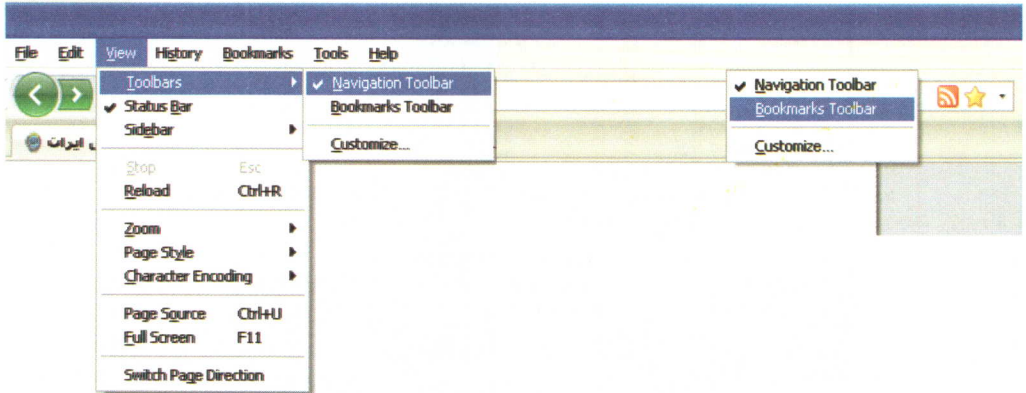 File Edit View History Bookmarks Tools Help
Toolbars
Status Bar
Sidebar
Stop Esc
Reload Ctrl+R
Zoom
Page Style
Character Encoding
Page Source Ctrl+U
Full Screen F11
Switch Page Direction
Navigation Toolbar
Bookmarks Toolbar
Customize...
Navigation Toolbar
Bookmarks Toolbar
Customize...
ایرات